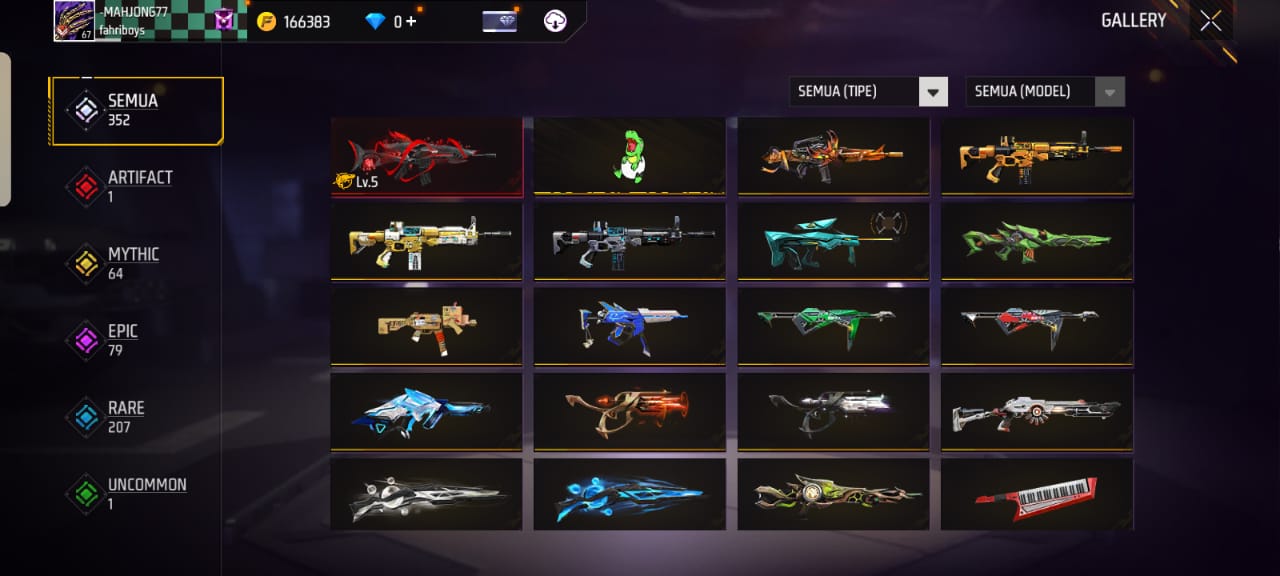 -MAHJONG77
67
fahriboys
166383
0 +
GALLERY
SEMUA
352
ARTIFACT
1
MYTHIC
64
EPIC
79
RARE
207
UNCOMMON
1
SEMUA (TIPE)
SEMUA (MODEL)
Lv.5